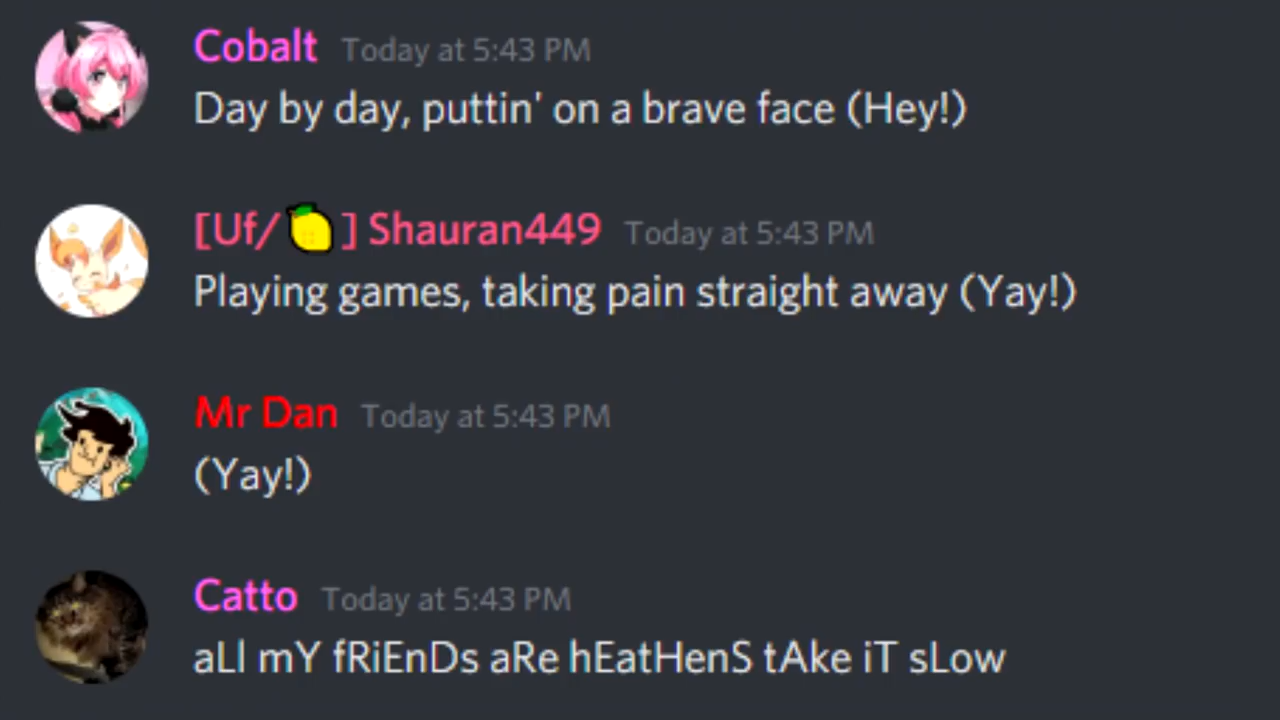 Cobalt Today at 5:43 PM
Day by day, puttin' on a brave face (Hey!)
[Uf/🍋] Shauran449 Today at 5:43 PM
Playing games, taking pain straight away (Yay!)
Mr Dan Today at 5:43 PM
(Yay!)
Catto Today at 5:43 PM
aLl mY fRiEnDs aRe hEatHenS tAke iT sLow